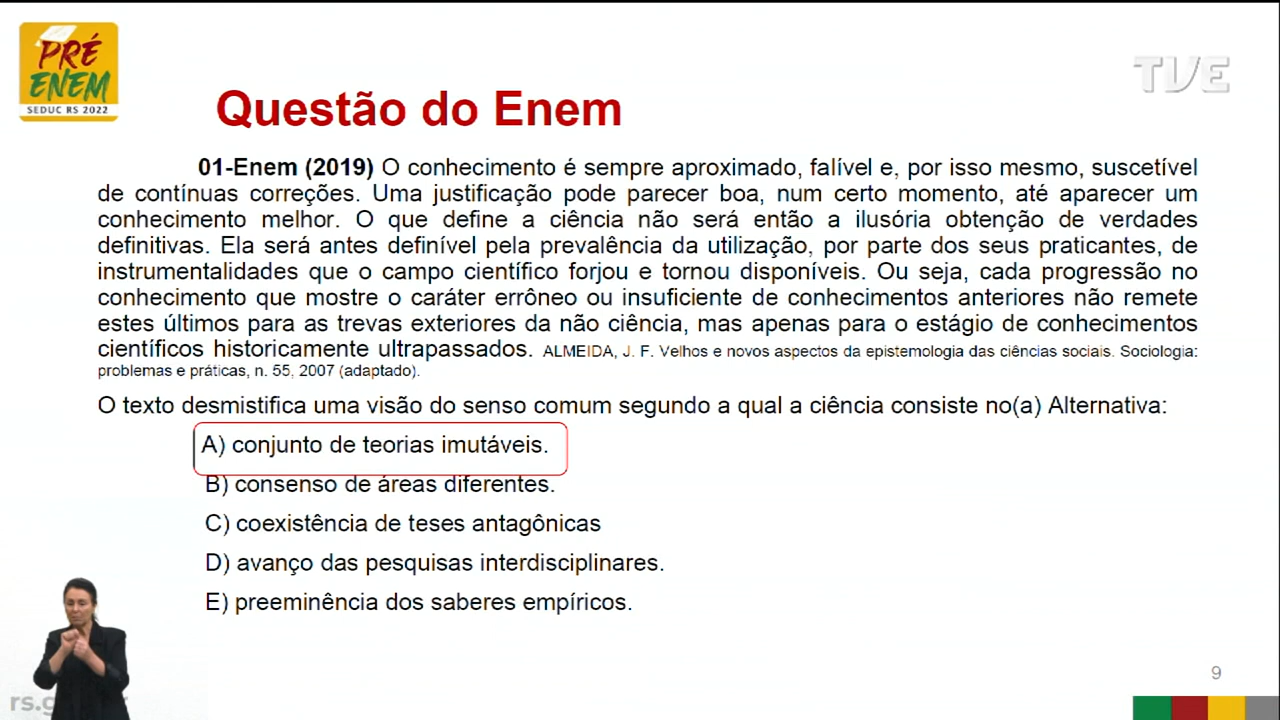 PRÉ
ENEM
SEDUC RS 2022
TVE
Questão do Enem
01-Enem (2019) O conhecimento é sempre aproximado, falível e, por isso mesmo, suscetível
de contínuas correções. Uma justificação pode parecer boa, num certo momento, até aparecer um
conhecimento melhor. O que define a ciência não será então a ilusória obtenção de verdades
definitivas. Ela será antes definível pela prevalência da utilização, por parte dos seus praticantes, de
instrumentalidades que o campo científico forjou e tornou disponíveis. Ou seja, cada progressão no
conhecimento que mostre o caráter errôneo ou insuficiente de conhecimentos anteriores não remete
estes últimos para as trevas exteriores da não ciência, mas apenas para o estágio de conhecimentos
científicos historicamente ultrapassados. ALMEIDA, J. F. Velhos e novos aspectos da epistemologia das ciências sociais. Sociologia:
problemas e práticas, n. 55, 2007 (adaptado).
O texto desmistifica uma visão do senso comum segundo a qual a ciência consiste no(a) Alternativa:
A) conjunto de teorias imutáveis.
B) consenso de áreas diferentes.
C) coexistência de teses antagônicas
D) avanço das pesquisas interdisciplinares.
E) preeminência dos saberes empíricos.
9